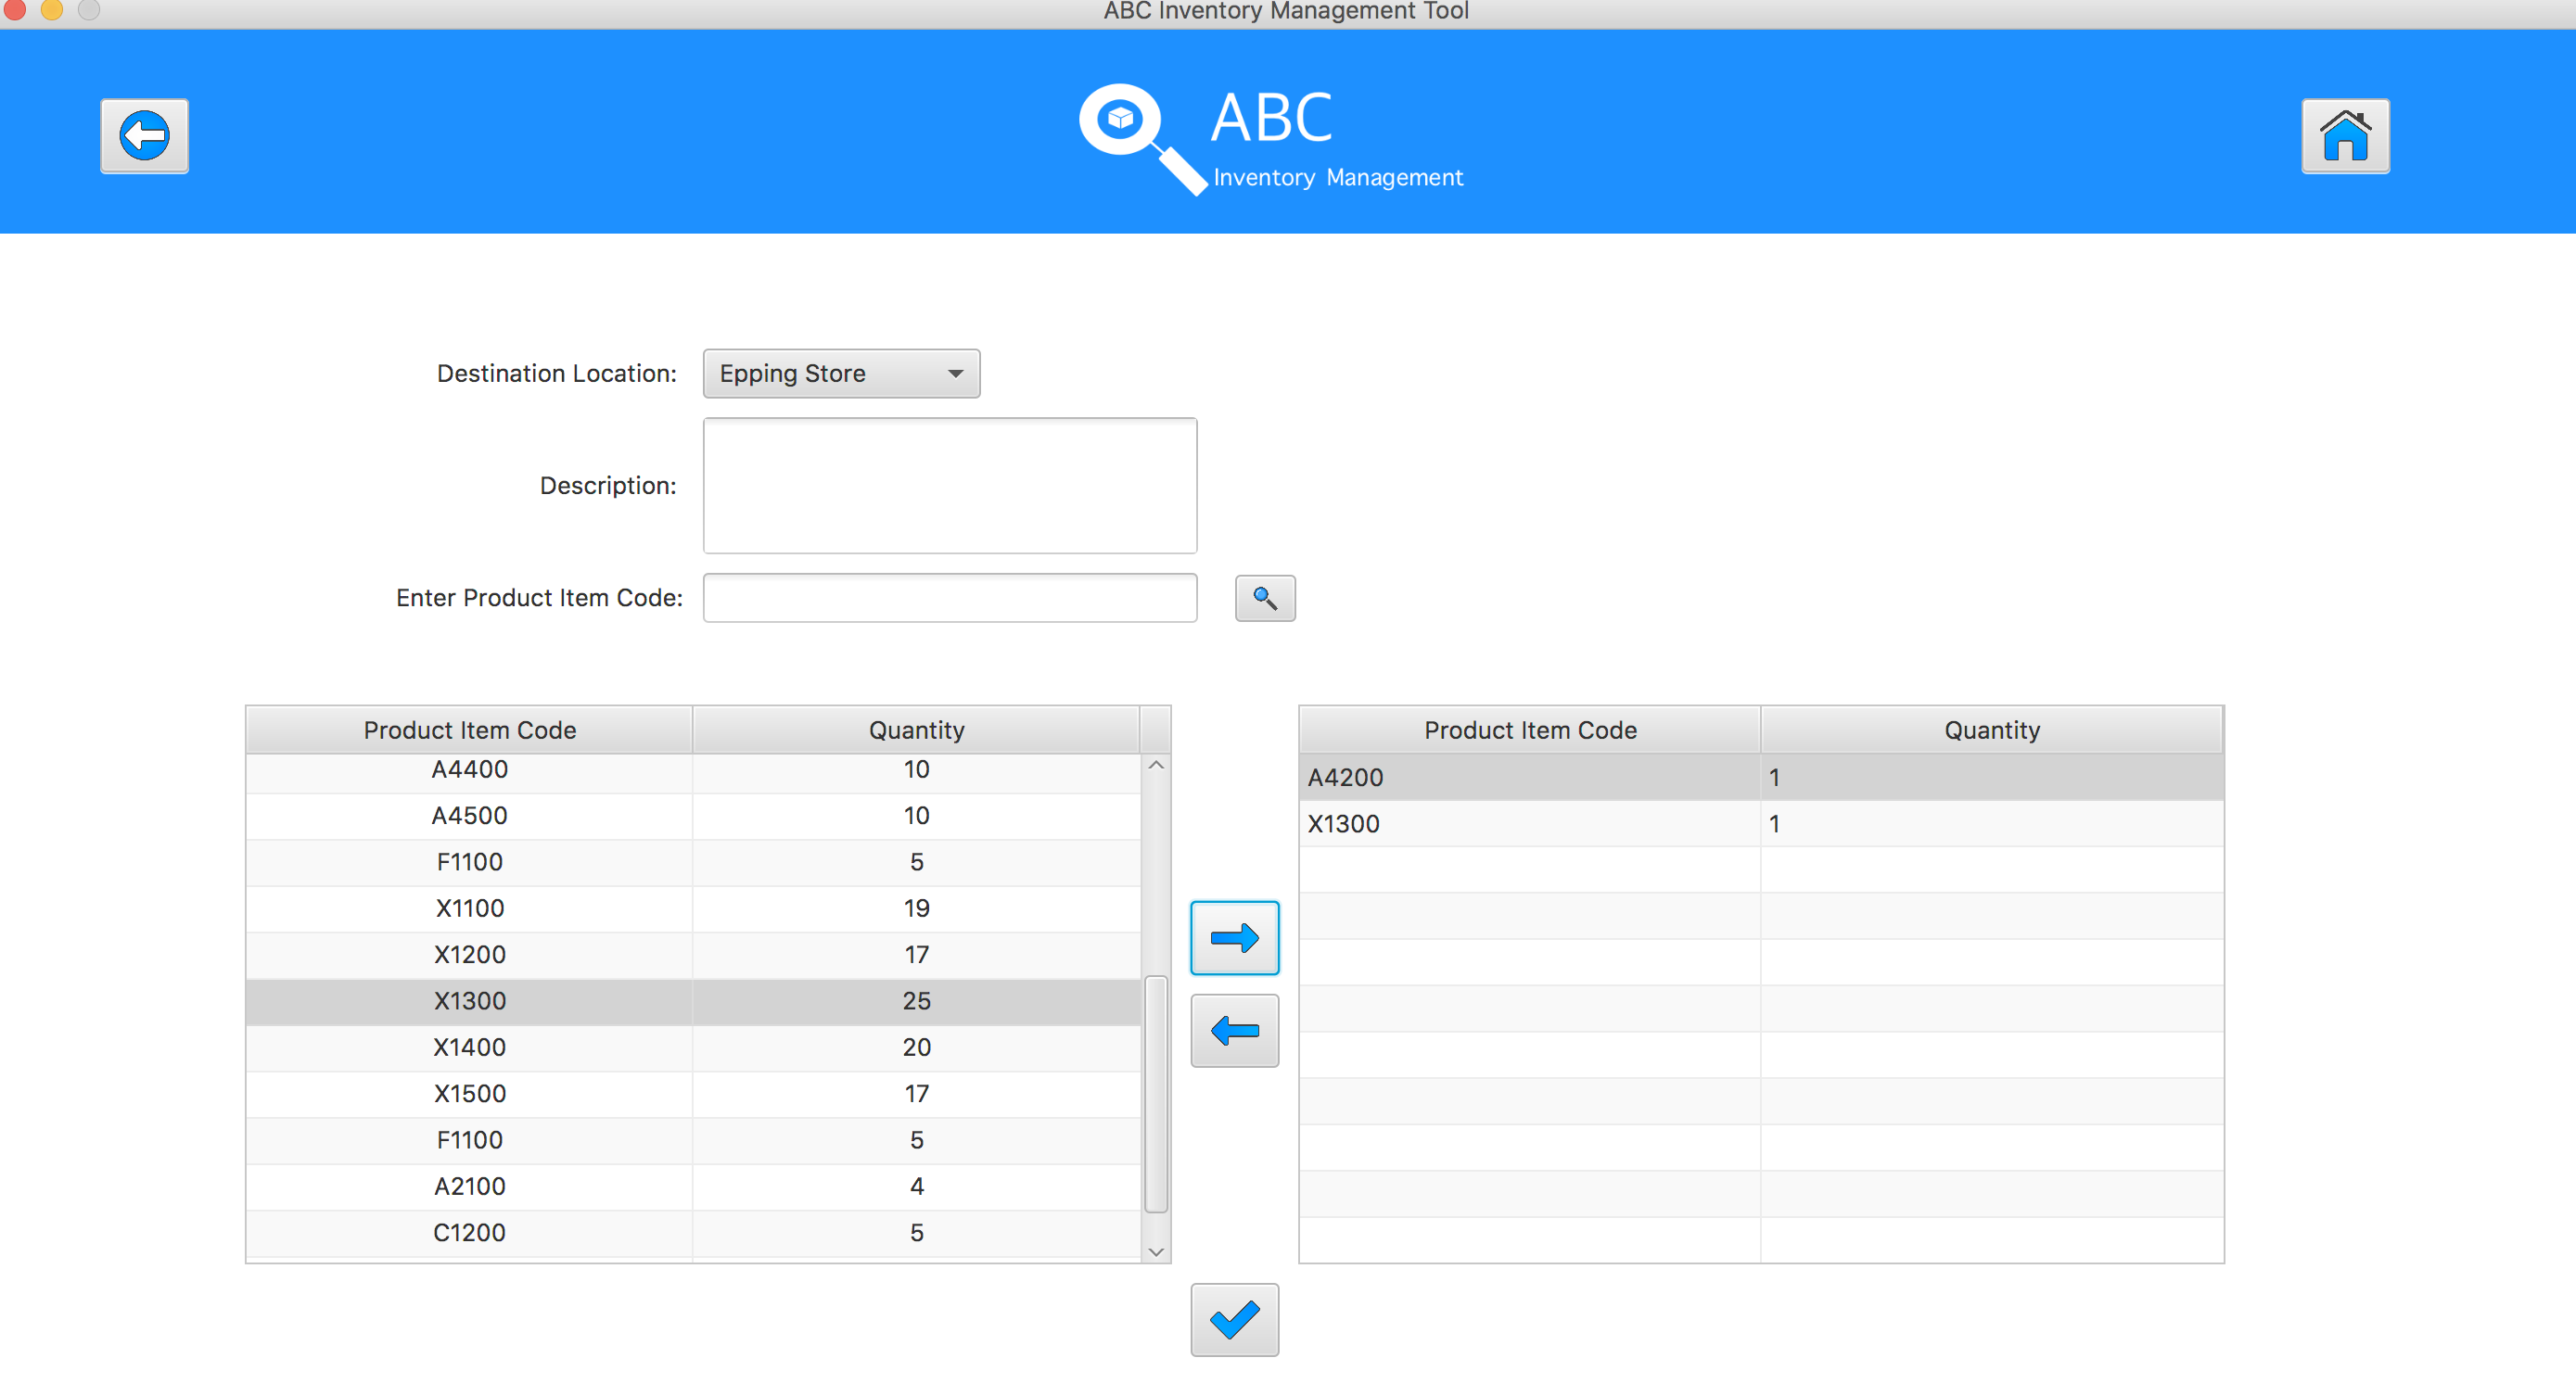 ABC Inventory Management Tool
ABC
Inventory Management
Destination Location: Epping Store
Description:
Enter Product Item Code:
Product Item Code Quantity
A4400 10
A4500 10
F1100 5
X1100 19
X1200 17
X1300 25
X1400 20
X1500 17
F1100 5
A2100 4
C1200 5
Product Item Code Quantity
A4200 1
X1300 1